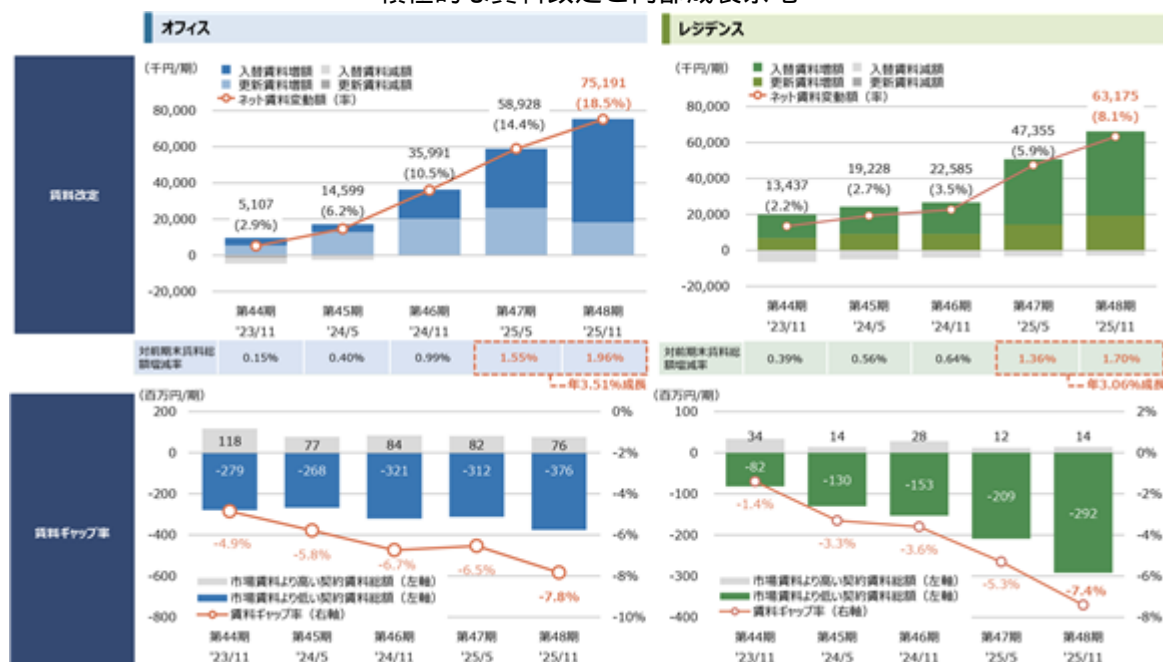 オフィス
レジデンス
賃料改定
(千円/期)
入替賃料増額 入替賃料減額
更新賃料増額 更新賃料減額
ネット賃料変動額(率)
80,000
60,000
40,000
20,000
0
-20,000
5,107
(2.9%)
14,599
(6.2%)
35,991
(10.5%)
58,928
(14.4%)
75,191
(18.5%)
第44期 第45期 第46期 第47期 第48期
'23/11 '24/5 '24/11 '25/5 '25/11
対前期末賃料総額増減率 0.15% 0.40% 0.99% 1.55% 1.96%
年3.51%成長
(千円/期)
入替賃料増額 入替賃料減額
更新賃料増額 更新賃料減額
ネット賃料変動額(率)
80,000
60,000
40,000
20,000
0
-20,000
13,437
(2.2%)
19,228
(2.7%)
22,585
(3.5%)
47,355
(5.9%)
63,175
(8.1%)
第44期 第45期 第46期 第47期 第48期
'23/11 '24/5 '24/11 '25/5 '25/11
対前期末賃料総額増減率 0.39% 0.56% 0.64% 1.36% 1.70%
年3.06%成長
賃料ギャップ率
(百万円/期)
200
0
-200
-400
-600
-800
0%
-2%
-4%
-6%
-8%
-10%
118 77 84 82 76
-279 -268 -321 -312 -376
-4.9% -5.8% -6.7% -6.5% -7.8%
市場賃料より高い契約賃料総額(左軸)
市場賃料より低い契約賃料総額(左軸)
賃料ギャップ率(右軸)
第44期 第45期 第46期 第47期 第48期
'23/11 '24/5 '24/11 '25/5 '25/11
(百万円/期)
100
0
-100
-200
-300
-400
2%
0%
-2%
-4%
-6%
-8%
34 14 28 12 14
-82 -130 -153 -209 -292
-1.4% -3.3% -3.6% -5.3% -7.4%
市場賃料より高い契約賃料総額(左軸)
市場賃料より低い契約賃料総額(左軸)
賃料ギャップ率(右軸)
第44期 第45期 第46期 第47期 第48期
'23/11 '24/5 '24/11 '25/5 '25/11